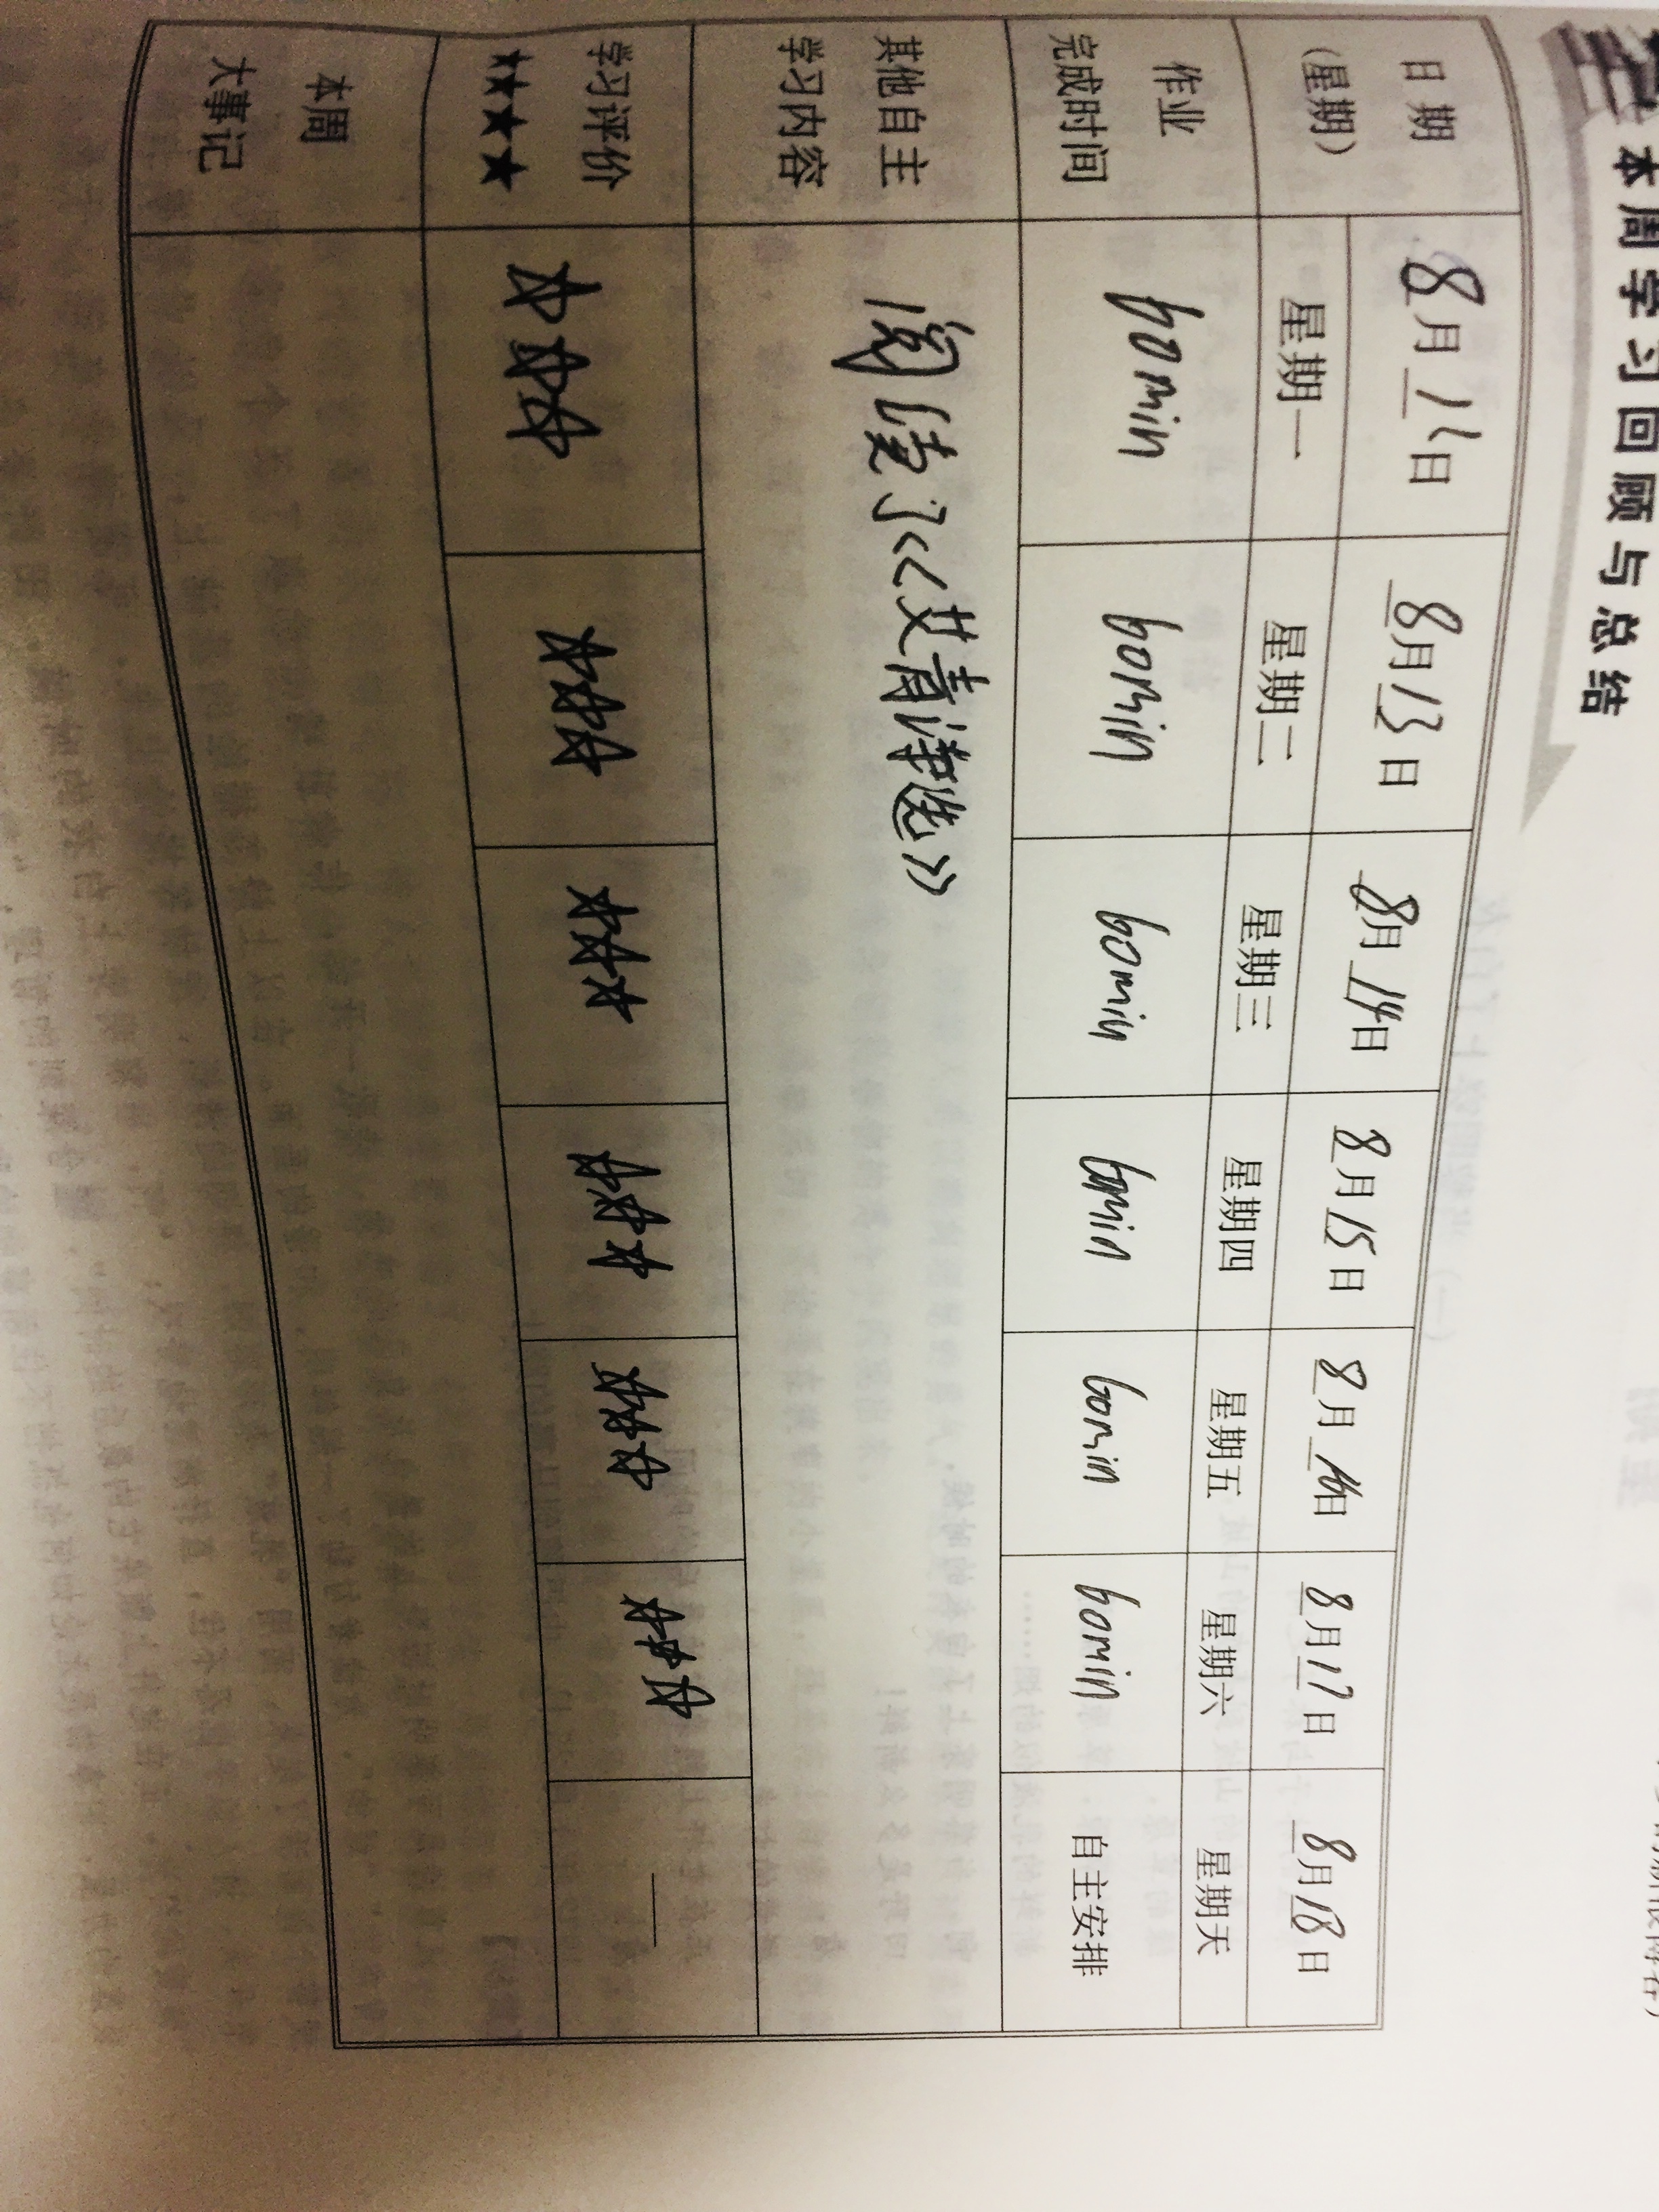 本周学习回顾与总结
日期 8月12日 8月13日 8月14日 8月15日 8月16日 8月17日 8月18日
(星期) 星期一 星期二 星期三 星期四 星期五 星期六 星期天
作业 完成时间 60min 60min 60min 60min 60min 60min 自主安排
其他自主 学习内容 阅读了《艾青诗选》
学习评价 ★★★★ ☆☆☆ ☆☆☆ ☆☆☆ ☆☆☆ ☆☆☆ ☆☆☆ —
本周 大事记